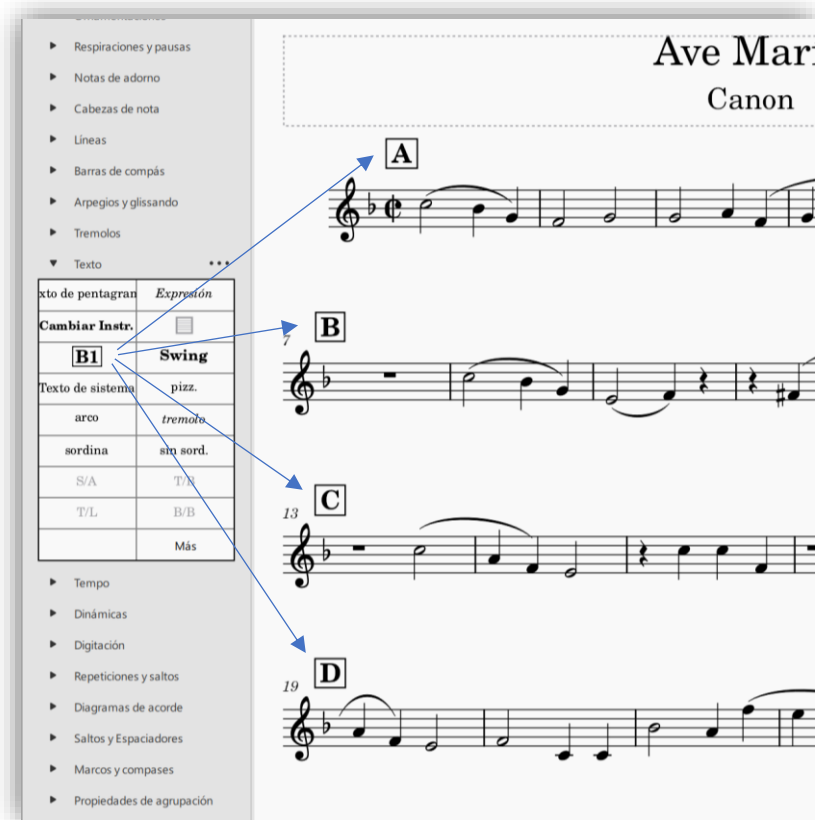 Respiraciones y pausas
Notas de adorno
Cabezas de nota
Líneas
Barras de compás
Arpegios y glissando
Tremolos
Texto
xto de pentagran
Expresión
Cambiar Instr.
B1
Swing
Texto de sistema
pizz.
arco
tremolo
sordina
sin sord.
S/A
T/B
T/L
B/B
Más
Tempo
Dinámicas
Digitación
Repeticiones y saltos
Diagramas de acorde
Saltos y Espaciadores
Marcos y compases
Propiedades de agrupación
Ave Mar
Canon
A
B
7
C
13
D
19